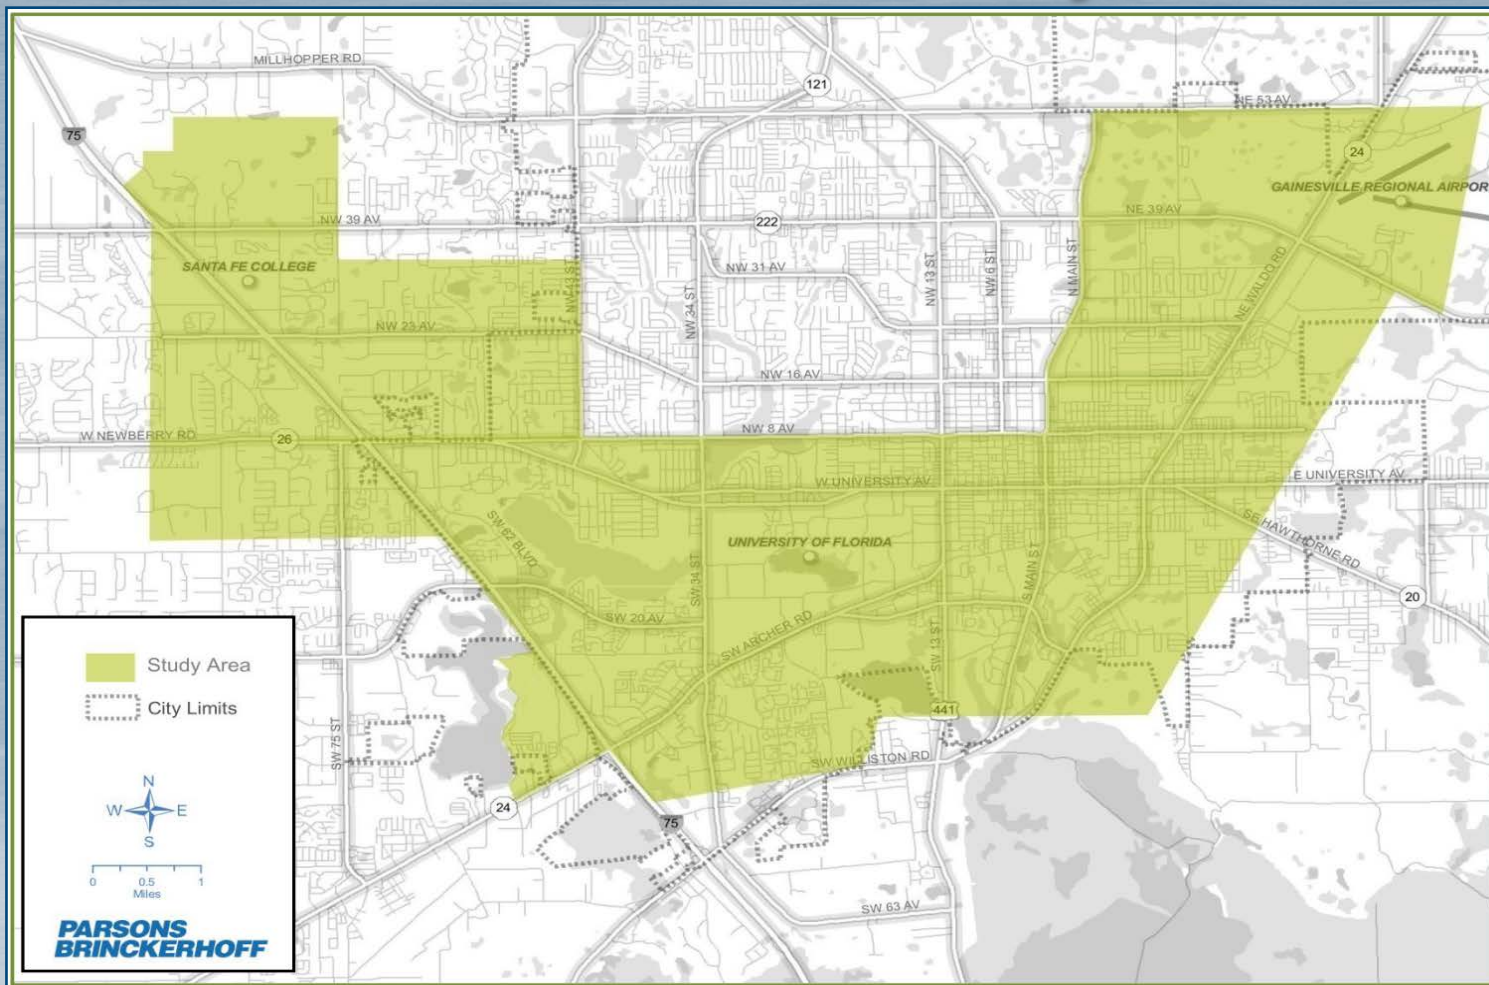 MILLHOPPER RD
121
NE 53 AV
75
24
GAINESVILLE REGIONAL AIRPOR
NW 39 AV
222
NE 39 AV
SANTA FE COLLEGE
NW 43 ST
NW 31 AV
NW 34 ST
NW 13 ST
NW 6 ST
N MAIN ST
NE WALDO RD
NW 23 AV
NW 16 AV
W NEWBERRY RD
26
NW 8 AV
W UNIVERSITY AV
E UNIVERSITY AV
SW 62 BLVD
UNIVERSITY OF FLORIDA
SE HAWTHORNE RD
SW 34 ST
S MAIN ST
20
SW 20 AV
SW ARCHER RD
SW 13 ST
441
SW 75 ST
SW WILLISTON RD
24
75
SW 63 AV
Study Area
City Limits
N
W E
S
0 0.5 1
Miles
PARSONS
BRINCKERHOFF